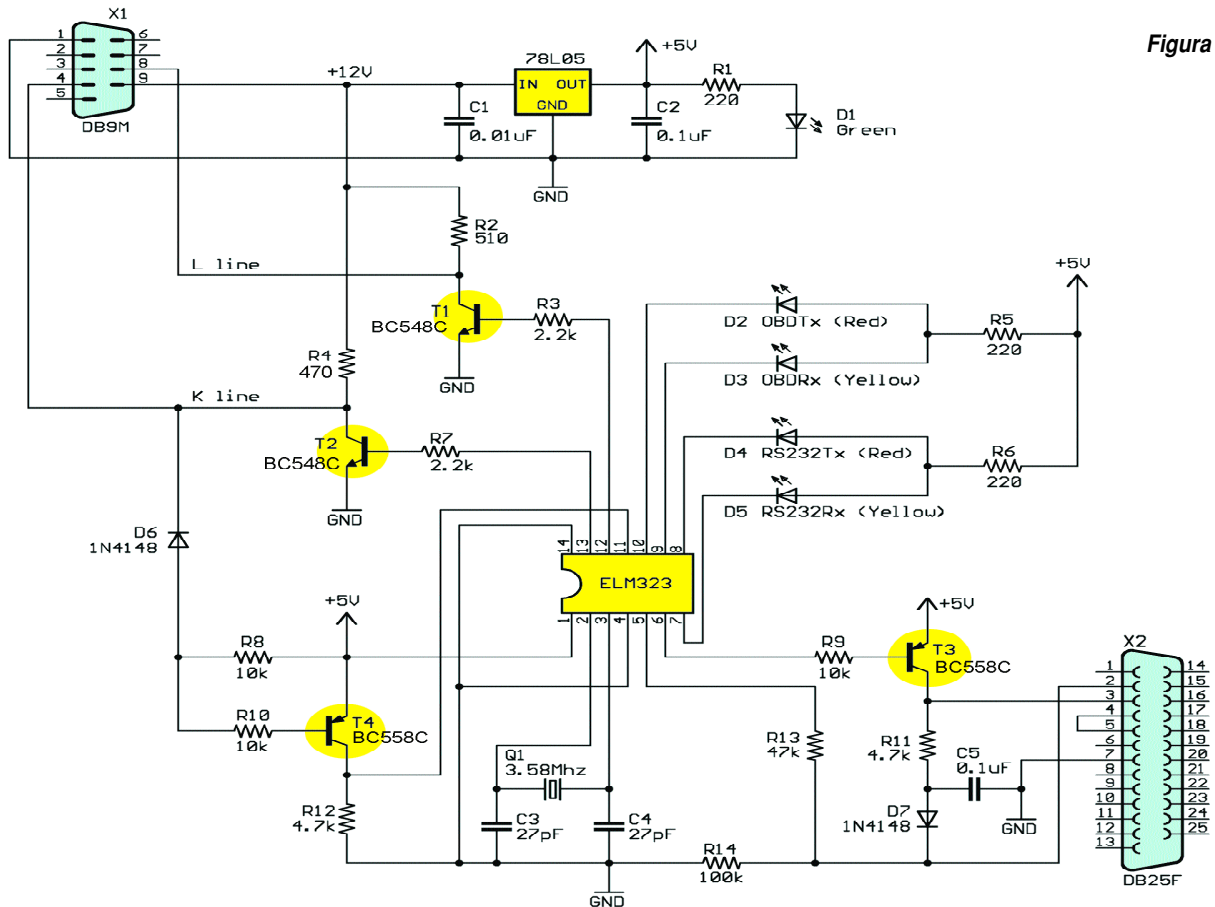 Figura
X1
1
2
3
4
5
6
7
8
9
DB9M
+12V
78L05
IN OUT
GND
+5V
R1
220
C1
0.01uF
C2
0.1uF
D1
Green
GND
R2
510
L line
T1
BC548C
R3
2.2k
GND
R4
470
K line
T2
BC548C
R7
2.2k
GND
+5V
D2 OBDTx (Red)
R5
220
D3 OBDRx (Yellow)
D4 RS232Tx (Red)
R6
220
D5 RS232Rx (Yellow)
D6
1N4148
14 13 12 11 10 9 8
ELM323
1 2 3 4 5 6 7
+5V
R8
10k
R10
10k
T4
BC558C
R12
4.7k
Q1
3.58Mhz
C3
27pF
C4
27pF
GND
R14
100k
R13
47k
R9
10k
+5V
T3
BC558C
R11
4.7k
C5
0.1uF
D7
1N4148
GND
X2
1
2
3
4
5
6
7
8
9
10
11
12
13
14
15
16
17
18
19
20
21
22
23
24
25
DB25F